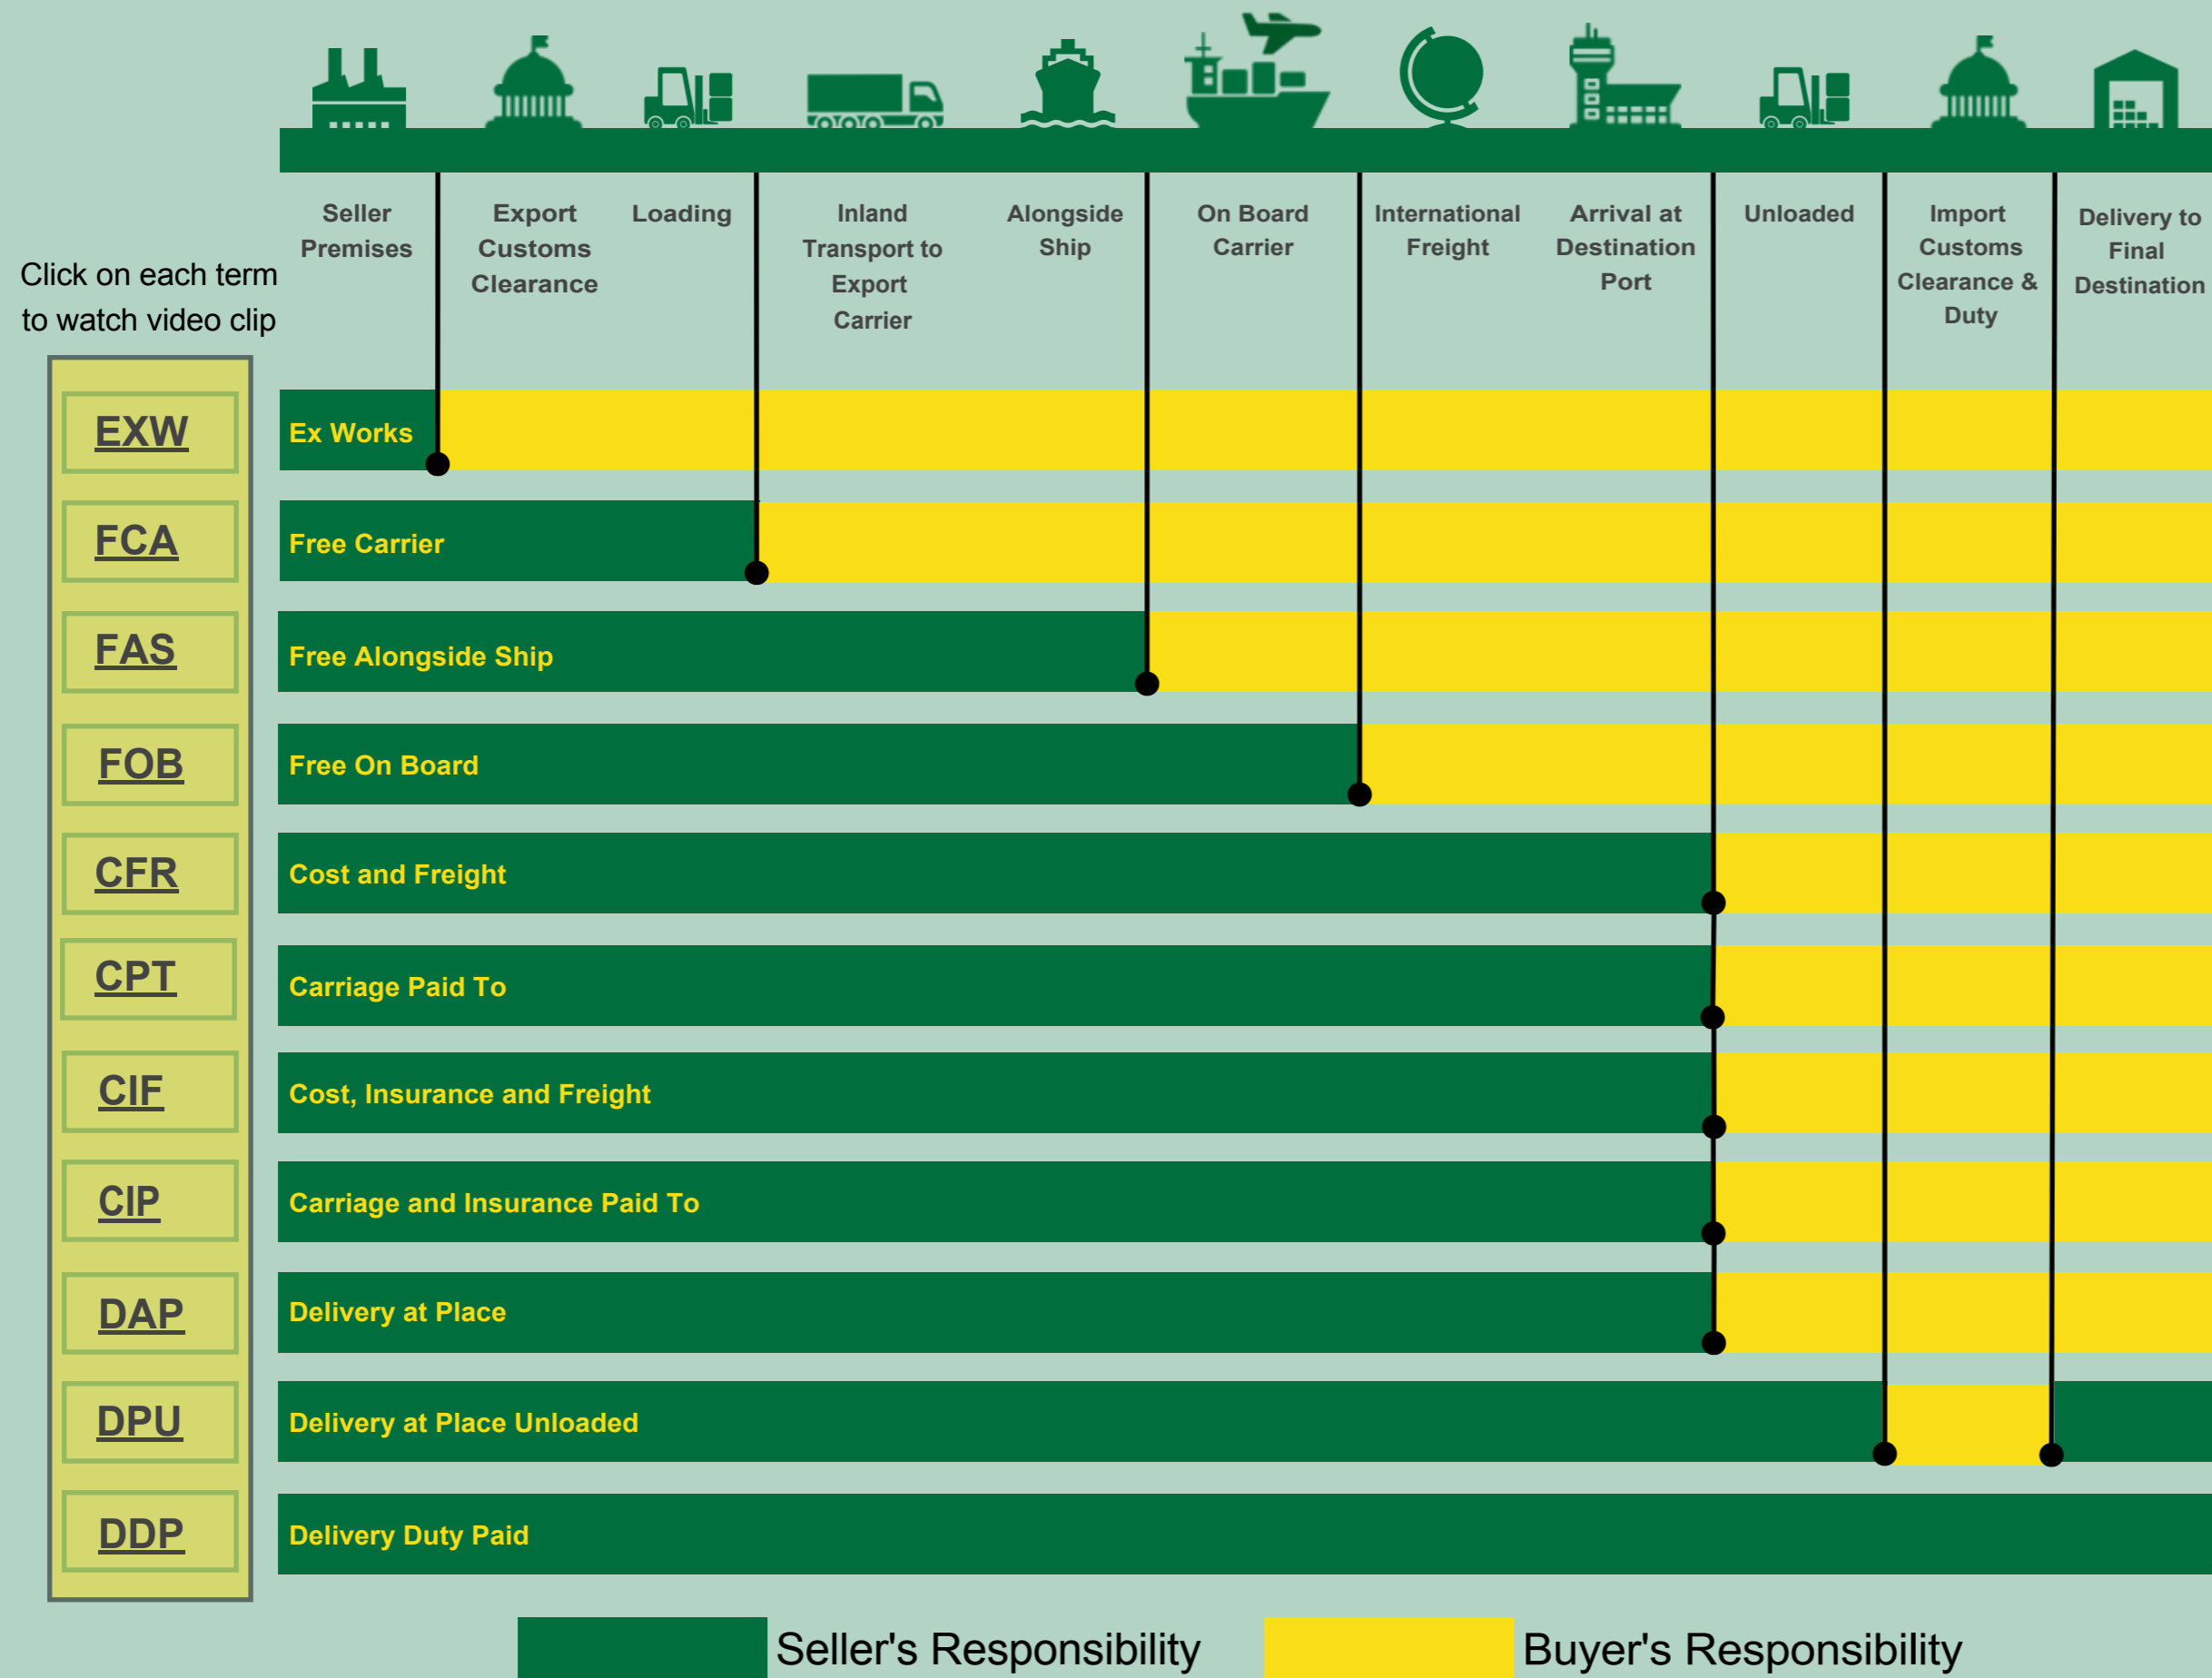 Seller
Premises
Export
Customs
Clearance
Loading
Inland
Transport to
Export
Carrier
Alongside
Ship
On Board
Carrier
International
Freight
Arrival at
Destination
Port
Unloaded
Import
Customs
Clearance &
Duty
Delivery to
Final
Destination
Click on each term
to watch video clip
EXW
Ex Works
FCA
Free Carrier
FAS
Free Alongside Ship
FOB
Free On Board
CFR
Cost and Freight
CPT
Carriage Paid To
CIF
Cost, Insurance and Freight
CIP
Carriage and Insurance Paid To
DAP
Delivery at Place
DPU
Delivery at Place Unloaded
DDP
Delivery Duty Paid
Seller's Responsibility
Buyer's Responsibility